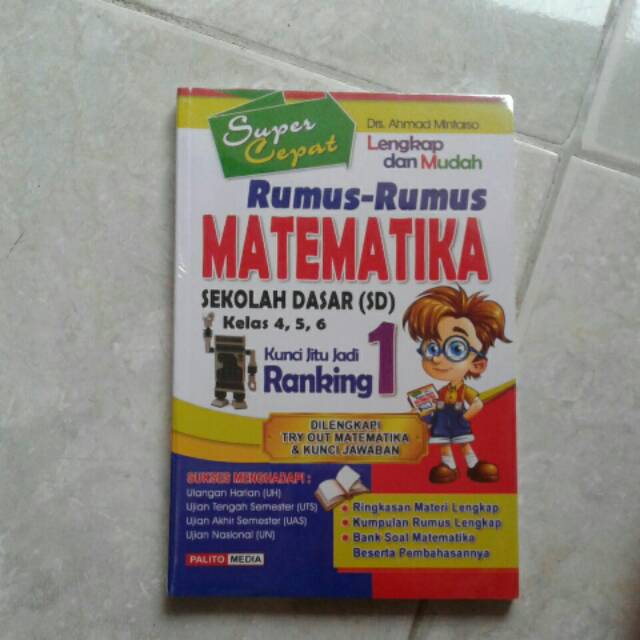 Super
Cepat
Drs. Ahmad Mintarso
Lengkap
dan Mudah
Rumus-Rumus
MATEMATIKA
SEKOLAH DASAR (SD)
Kelas 4, 5, 6
Kunci Jitu Jadi
Ranking 1
DILENGKAPI
TRY OUT MATEMATIKA
& KUNCI JAWABAN
SUKSES MENGHADAPI :
Ulangan Harian (UH)
Ujian Tengah Semester (UTS)
Ujian Akhir Semester (UAS)
Ujian Nasional (UN)
• Ringkasan Materi Lengkap
• Kumpulan Rumus Lengkap
• Bank Soal Matematika
Beserta Pembahasannya
PALITO MEDIA